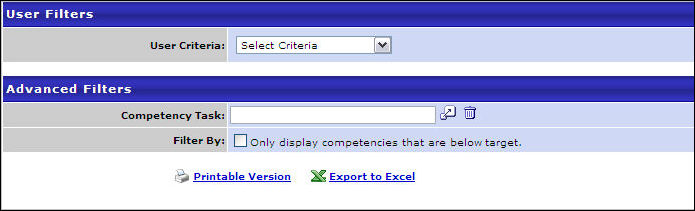 User Filters
User Criteria: Select Criteria
Advanced Filters
Competency Task:
Filter By: Only display competencies that are below target.
Printable Version Export to Excel